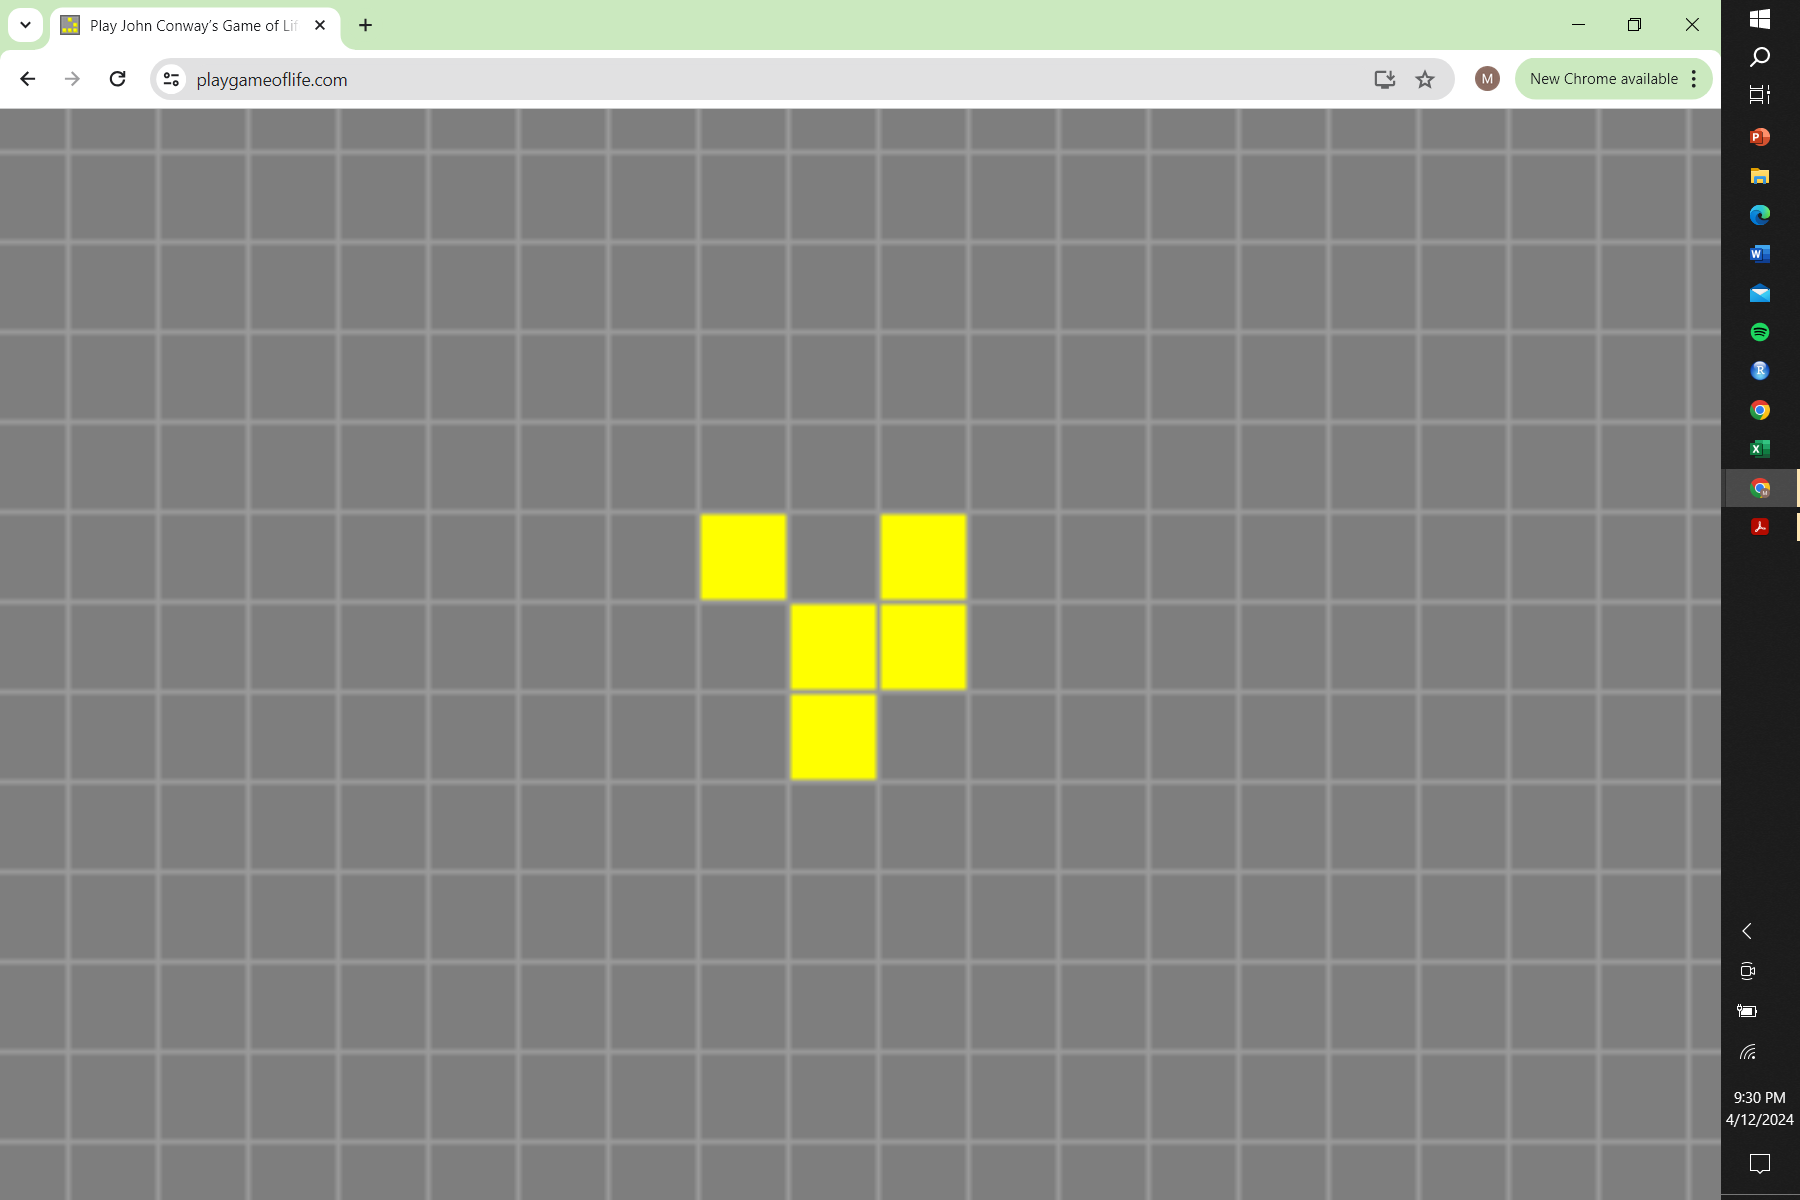 Play John Conway's Game of Lif
playgameoflife.com
M
New Chrome available
P
W
R
X
9:30 PM
4/12/2024